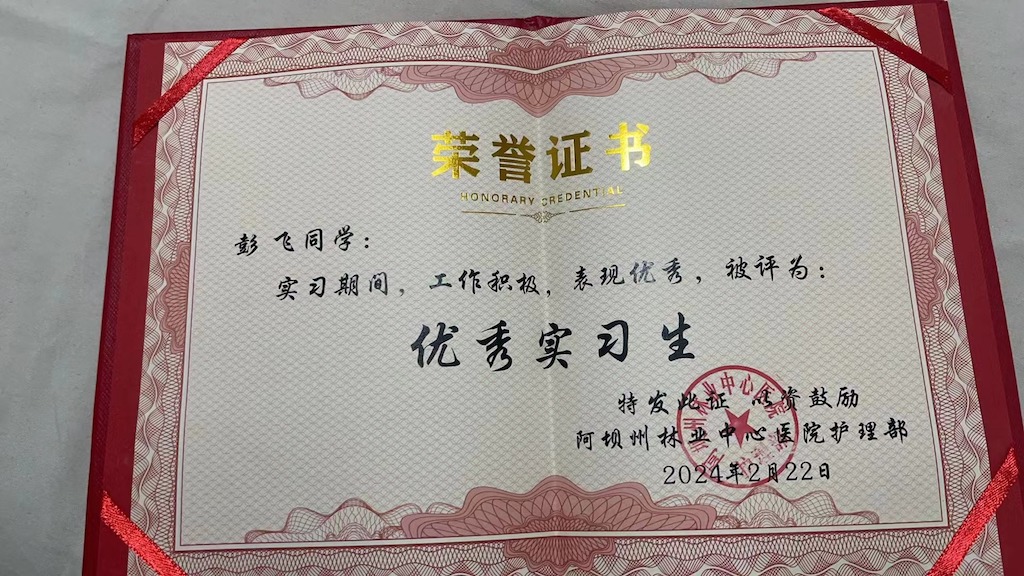 荣誉证书
HONORARY CREDENTIAL
彭飞同学：
实习期间，工作积极，表现优秀，被评为：
优秀实习生
特发此证 以资鼓励
阿坝州林业中心医院护理部
2024年2月22日